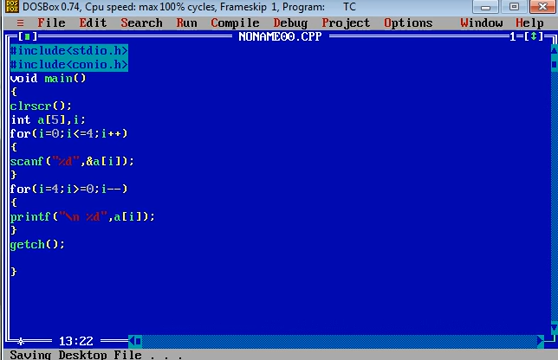 DOSBox 0.74, Cpu speed: max 100% cycles, Frameskip 1, Program: TC
≡ File Edit Search Run Compile Debug Project Options Window Help
[■] NONAME00.CPP 1=[↕]
#include<stdio.h>
#include<conio.h>
void main()
{
clrscr();
int a[5],i;
for(i=0;i<=4;i++)
{
scanf("%d",&a[i]);
}
for(i=4;i>=0;i--)
{
printf("\n %d",a[i]);
}
getch();
}
13:22
Saving Desktop File . . .